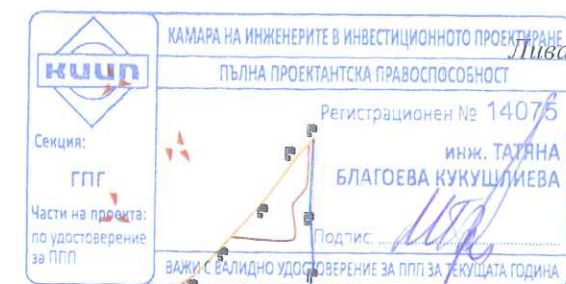 КАМАРА НА ИНЖЕНЕРИТЕ В ИНВЕСТИЦИОННОТО ПРОЕКТИРАНЕ
Лива
КИИП
ПЪЛНА ПРОЕКТАНТСКА ПРАВОСПОСОБНОСТ
Регистрационен № 14075
Секция:
ГПГ
инж. ТАТЯНА
БЛАГОЕВА КУКУШЛИЕВА
Части на проекта:
по удостоверение
за ППП
Подпис:
ВАЖИ С ВАЛИДНО УДОСТОВЕРЕНИЕ ЗА ППП ЗА ТЕКУЩАТА ГОДИНА